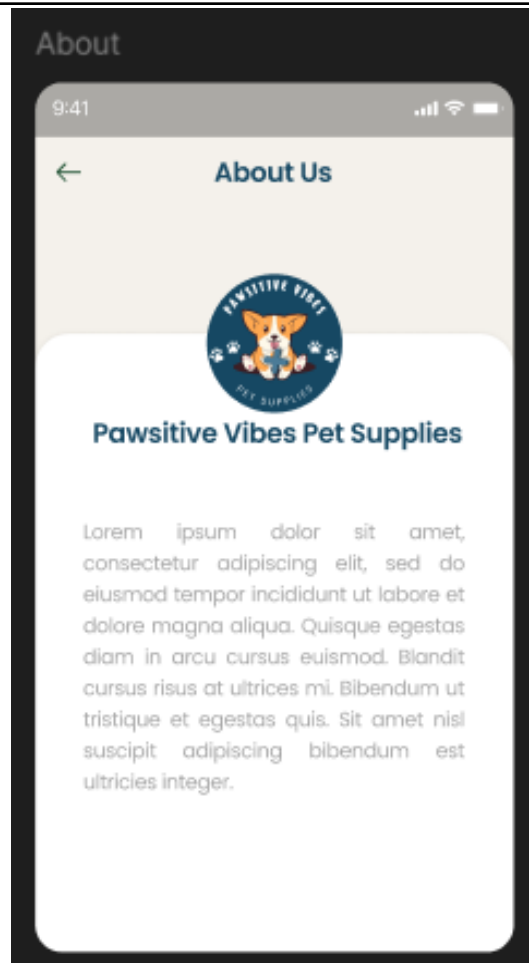 About
9:41
About Us
PAWSITIVE VIBES
PET SUPPLIES
Pawsitive Vibes Pet Supplies
Lorem ipsum dolor sit amet,
consectetur adipiscing elit, sed do
eiusmod tempor incididunt ut labore et
dolore magna aliqua. Quisque egestas
diam in arcu cursus euismod. Blandit
cursus risus at ultrices mi. Bibendum ut
tristique et egestas quis. Sit amet nisl
suscipit adipiscing bibendum est
ultricies integer.